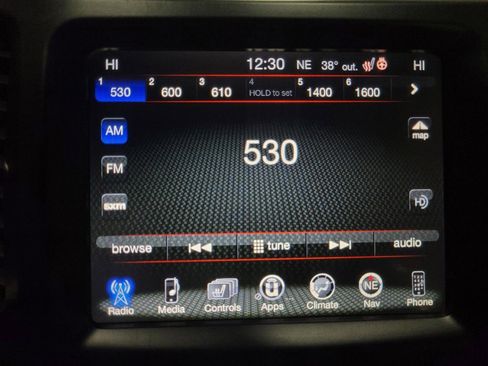 HI 12:30 NE 38° out. HI
1 530 2 600 3 610 4 HOLD to set 5 1400 6 1600
AM
map
530
FM
sxm
HD
browse tune audio
NE
Radio Media Controls Apps Climate Nav Phone